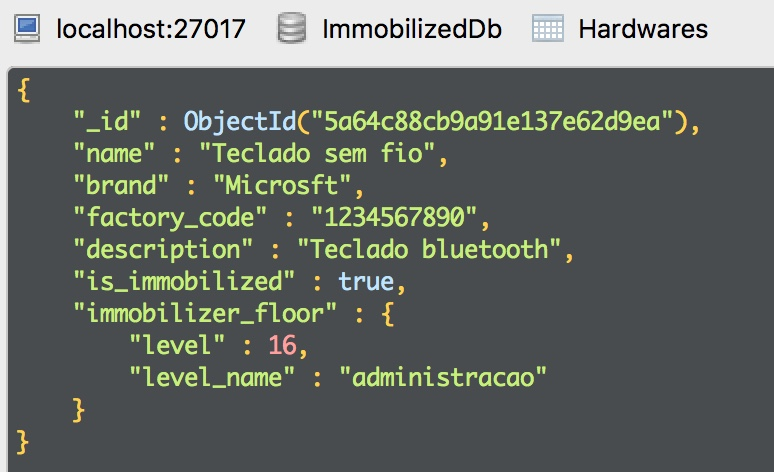 localhost:27017 ImmobilizedDb Hardwares
{
"_id" : ObjectId("5a64c88cb9a91e137e62d9ea"),
"name" : "Teclado sem fio",
"brand" : "Microsft",
"factory_code" : "1234567890",
"description" : "Teclado bluetooth",
"is_immobilized" : true,
"immobilizer_floor" : {
"level" : 16,
"level_name" : "administracao"
}
}